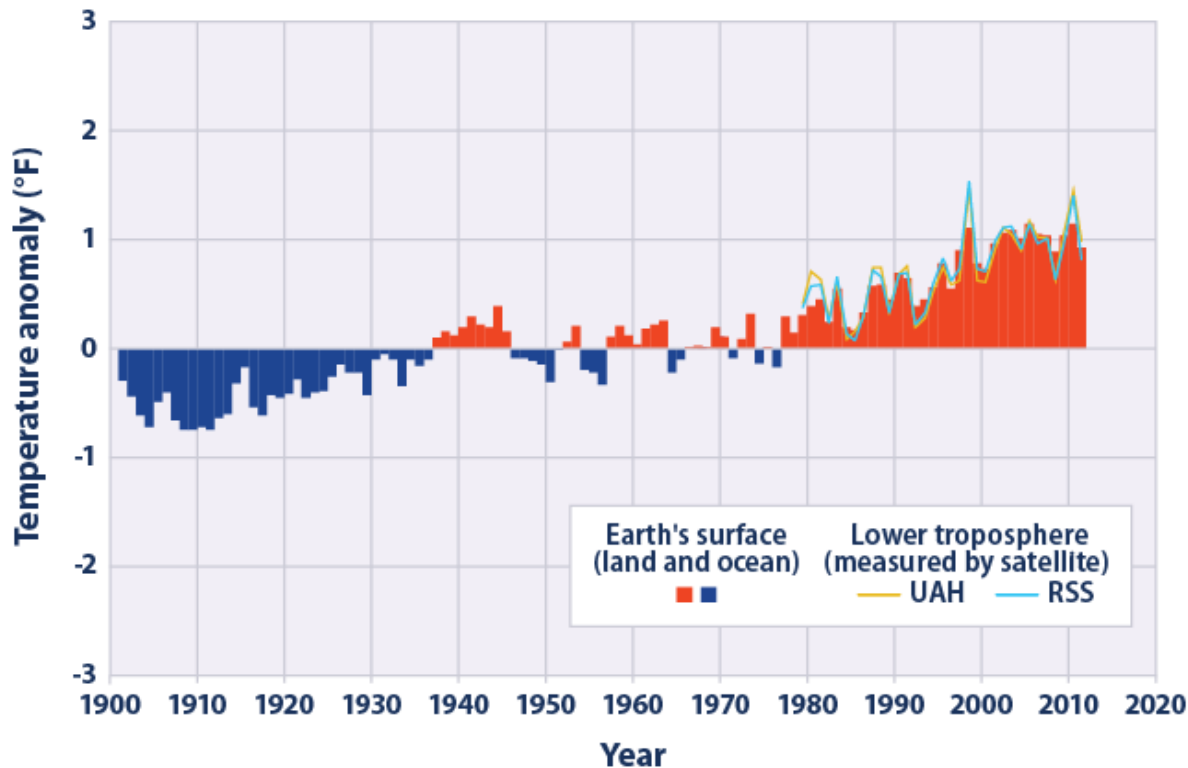 Temperature anomaly (°F)
3
2
1
0
-1
-2
-3
Earth's surface
(land and ocean)
Lower troposphere
(measured by satellite)
UAH
RSS
1900 1910 1920 1930 1940 1950 1960 1970 1980 1990 2000 2010 2020
Year